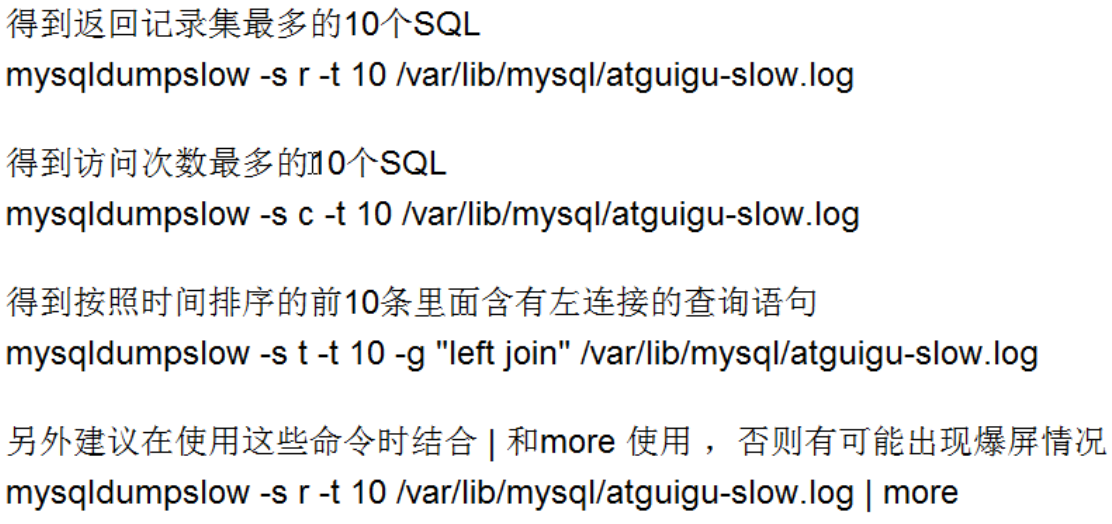 得到返回记录集最多的10个SQL
mysqldumpslow -s r -t 10 /var/lib/mysql/atguigu-slow.log
得到访问次数最多的10个SQL
mysqldumpslow -s c -t 10 /var/lib/mysql/atguigu-slow.log
得到按照时间排序的前10条里面含有左连接的查询语句
mysqldumpslow -s t -t 10 -g "left join" /var/lib/mysql/atguigu-slow.log
另外建议在使用这些命令时结合 | 和more 使用 ，否则有可能出现爆屏情况
mysqldumpslow -s r -t 10 /var/lib/mysql/atguigu-slow.log | more